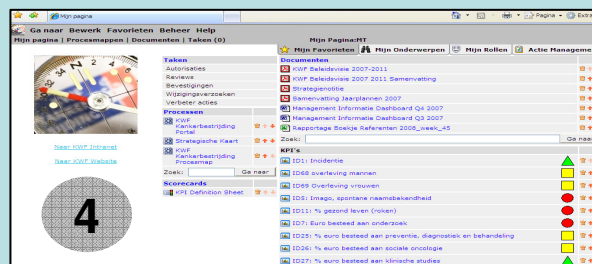 Mijn pagina
Pagina
Extra
Ga naar Bewerk Favorieten Beheer Help
Mijn pagina | Procesmappen | Documenten | Taken (0)
Mijn Pagina:MT
Mijn Favorieten
Mijn Onderwerpen
Mijn Rollen
Actie Manageme
Taken
Autorisaties
Reviews
Bevestigingen
Wijzigingsverzoeken
Verbeter acties
Processen
KWF
Kankerbestrijding
Portal
Strategische Kaart
KWF
Kankerbestrijding
Procesmap
Zoek:
Ga naar
Scorecards
KPI Definition Sheet
Naar KWF Intranet
Naar KWF Website
4
Documenten
KWF Beleidsvisie 2007-2011
KWF Beleidsvisie 2007 2011 Samenvatting
Strategienotitie
Samenvatting Jaarplannen 2007
Management Informatie Dashboard Q4 2007
Management Informatie Dashboard Q3 2007
Rapportage Boekje Referenten 2008_week_45
Zoek:
Ga naa
KPI's
ID1: Incidentie
ID68 overleving mannen
ID69 Overleving vrouwen
ID5: Imago, spontane naamsbekendheid
ID11: % gezond leven (roken)
ID7: Euro besteed aan onderzoek
ID25: % euro besteed aan preventie, diagnostiek en behandeling
ID26: % euro besteed aan sociale oncologie
ID27: % euro besteed aan klinische studies